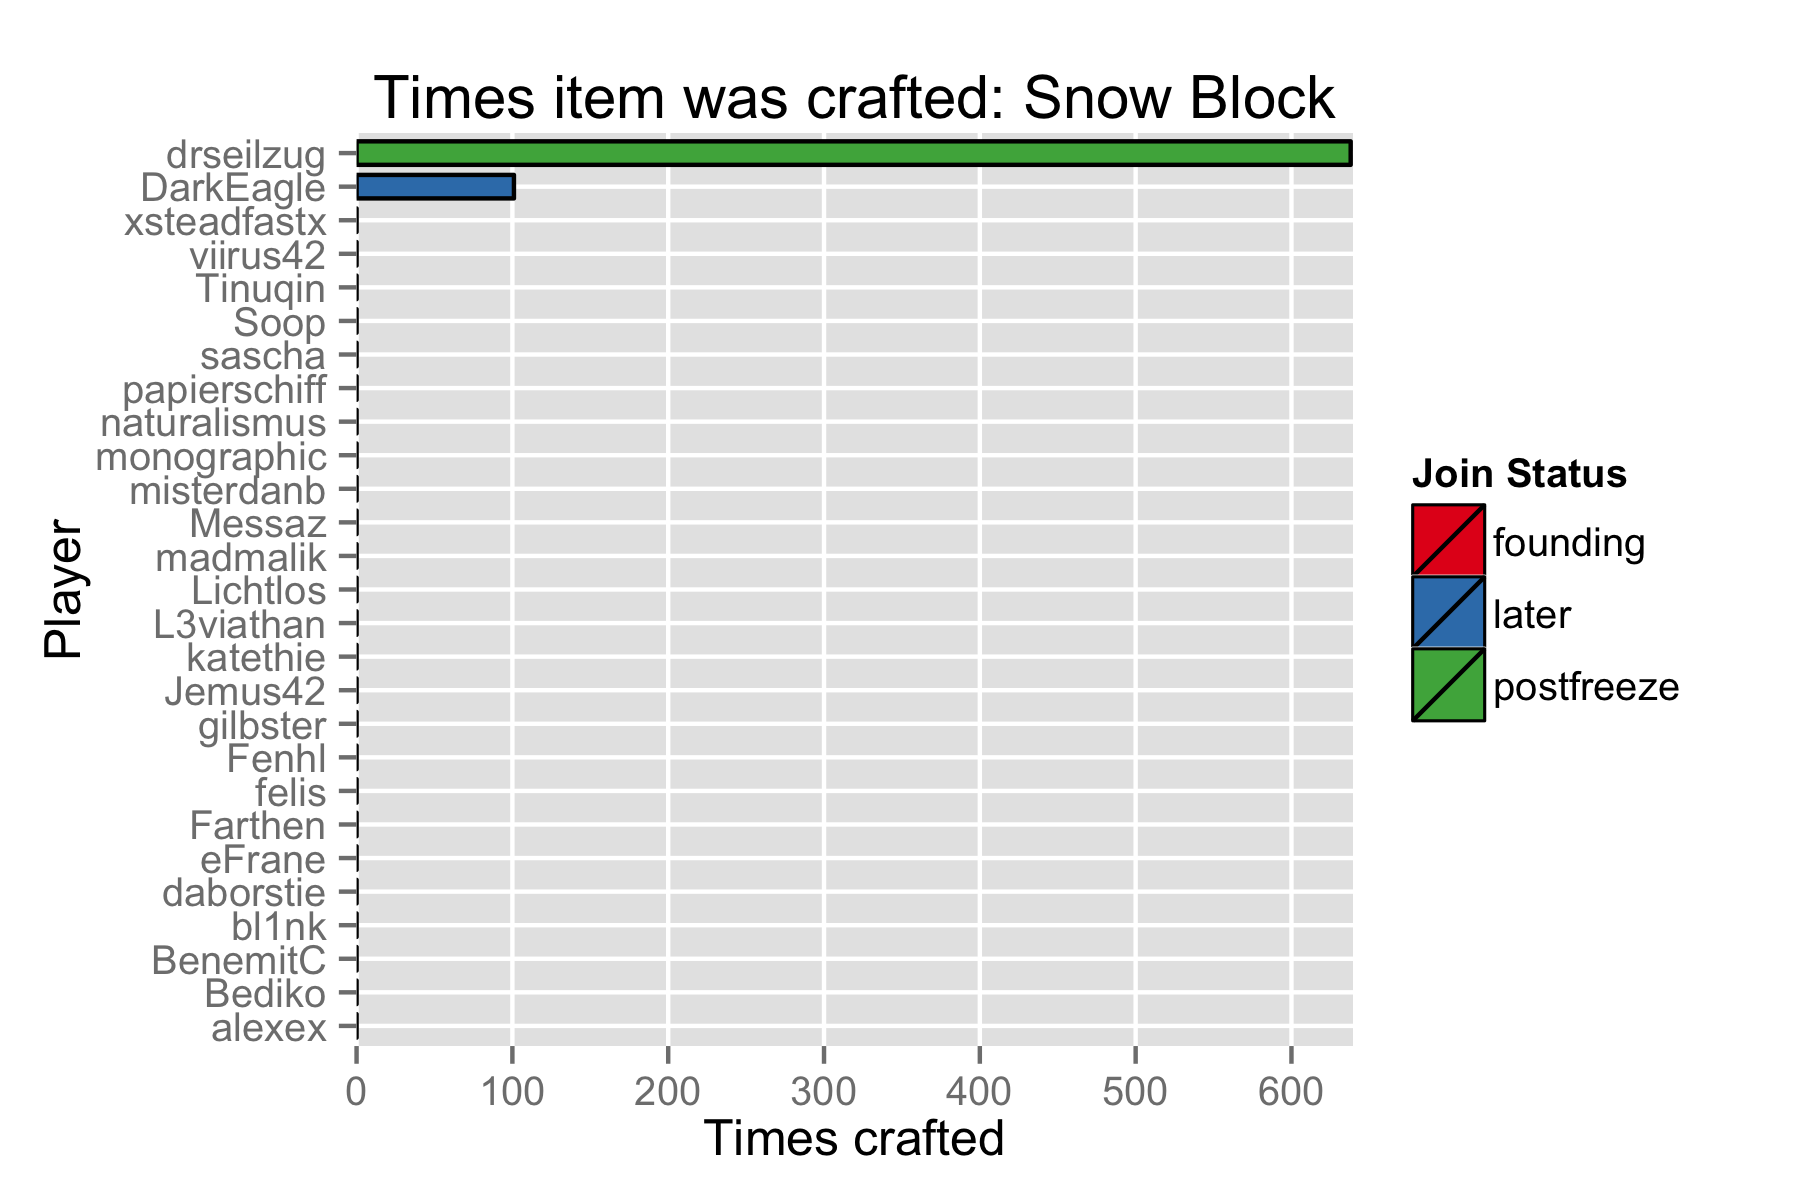 Times item was crafted: Snow Block
drseilzug
DarkEagle
xsteadfastx
viirus42
Tinuqin
Soop
sascha
papierschiff
naturalismus
monographic
misterdanb
Messaz
madmalik
Lichtlos
L3viathan
katethie
Jemus42
gilbster
Fenhl
felis
Farthen
eFrane
daborstie
bl1nk
BenemitC
Bediko
alexex
Player
0 100 200 300 400 500 600
Times crafted
Join Status
founding
later
postfreeze